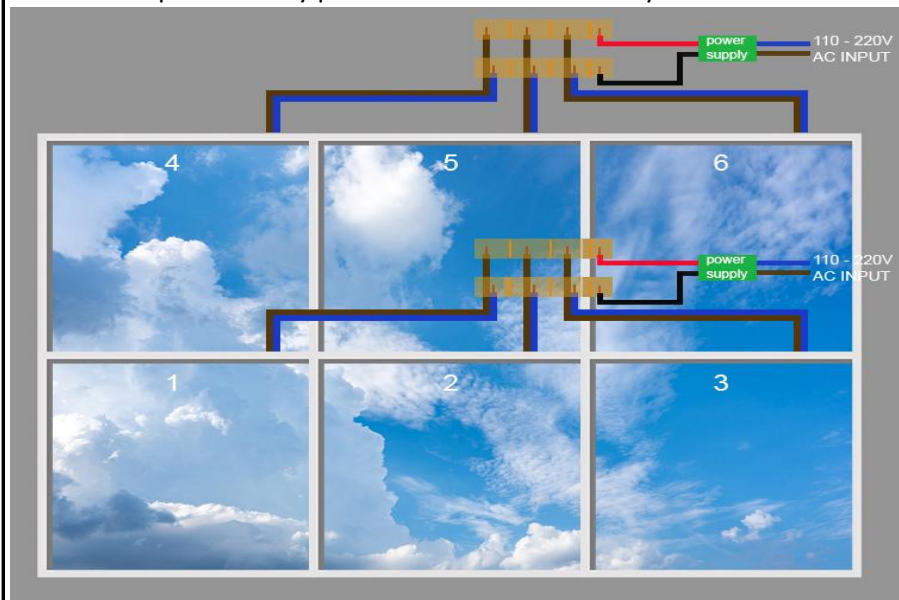 power
supply
110 - 220V
AC INPUT
4
5
6
power
supply
110 - 220V
AC INPUT
1
2
3